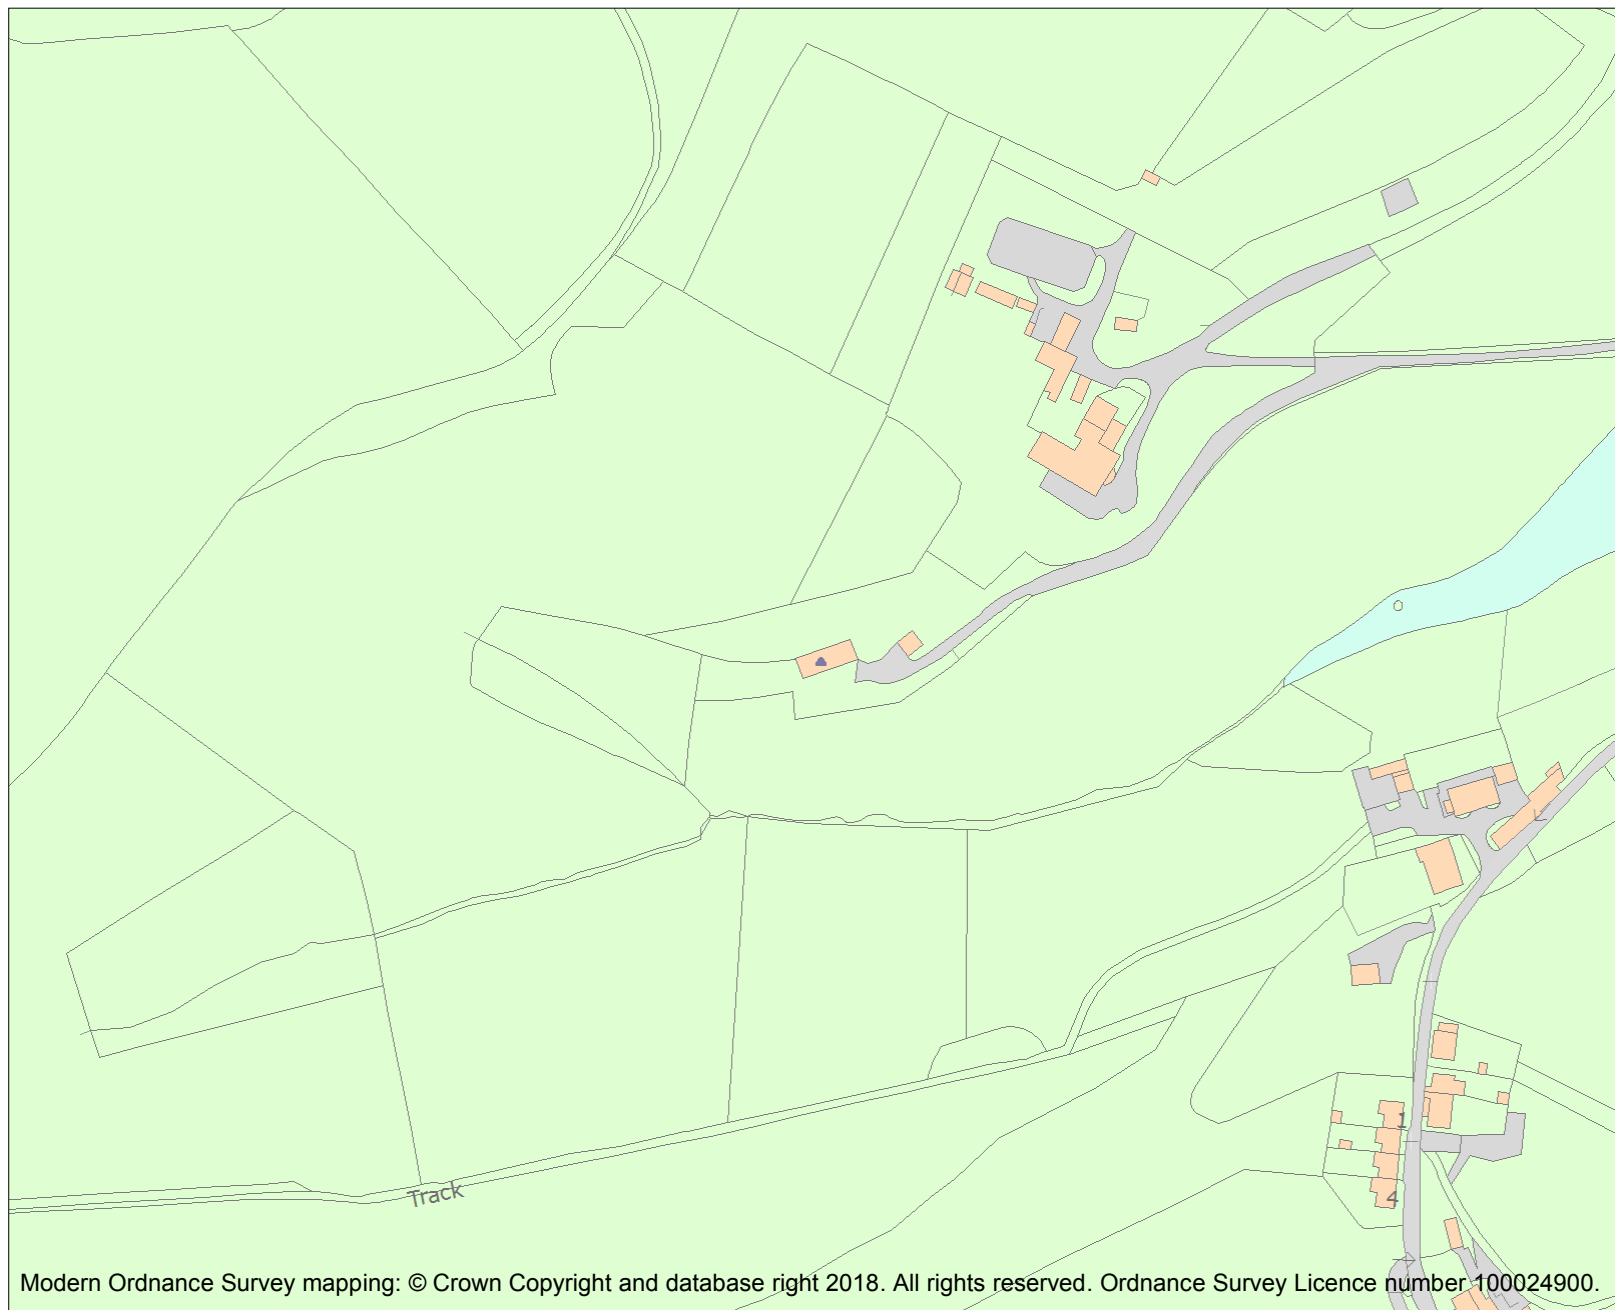 1
Track
4
Modern Ordnance Survey mapping: © Crown Copyright and database right 2018. All rights reserved. Ordnance Survey Licence number 100024900.